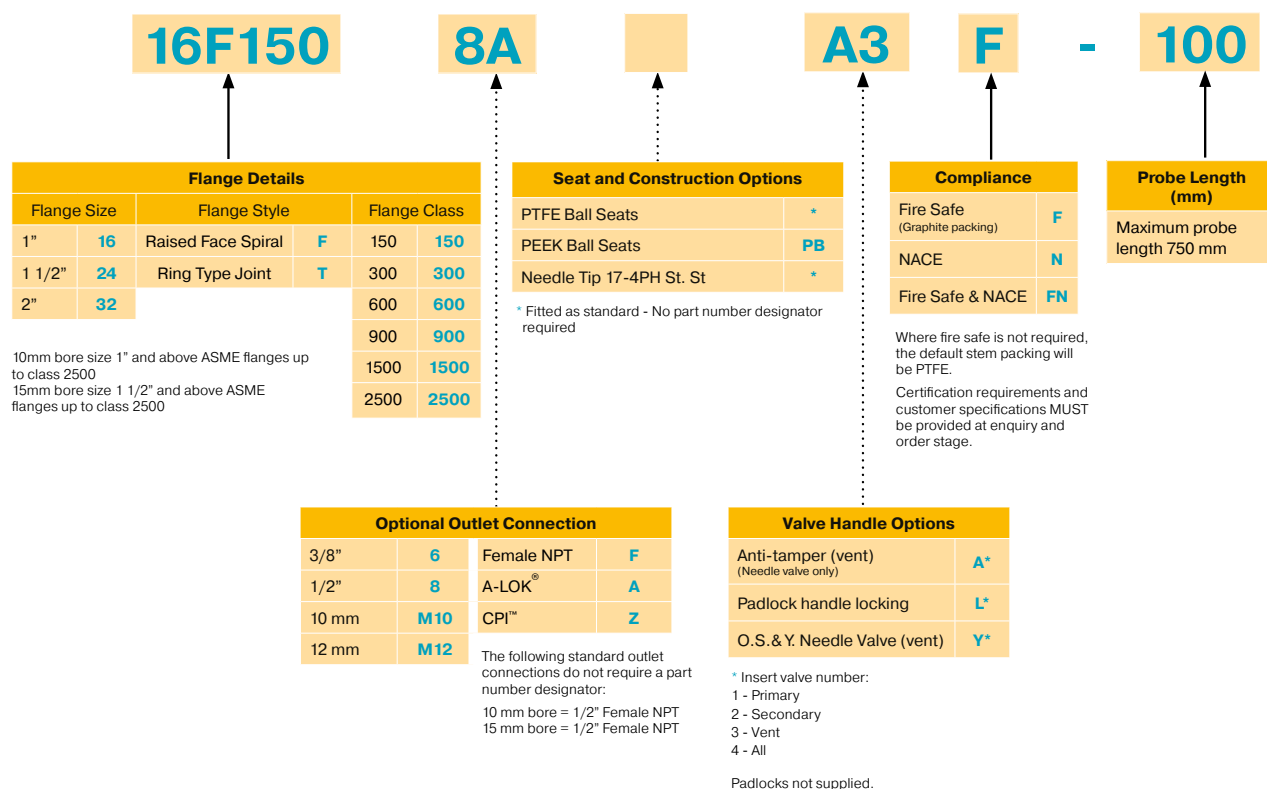 16F150 8A A3 F - 100
Flange Details
Flange Size Flange Style Flange Class
1” 16 Raised Face Spiral F 150 150
1 1/2” 24 Ring Type Joint T 300 300
2” 32 600 600
900 900
1500 1500
2500 2500
10mm bore size 1” and above ASME flanges up
to class 2500
15mm bore size 1 1/2” and above ASME
flanges up to class 2500
Seat and Construction Options
PTFE Ball Seats *
PEEK Ball Seats PB
Needle Tip 17-4PH St. St *
* Fitted as standard - No part number designator
required
Compliance
Fire Safe F
(Graphite packing)
NACE N
Fire Safe & NACE FN
Where fire safe is not required,
the default stem packing will
be PTFE.
Certification requirements and
customer specifications MUST
be provided at enquiry and
order stage.
Probe Length
(mm)
Maximum probe
length 750 mm
Optional Outlet Connection
3/8” 6 Female NPT F
1/2” 8 A-LOK® A
10 mm M10 CPI™ Z
12 mm M12
The following standard outlet
connections do not require a part
number designator:
10 mm bore = 1/2” Female NPT
15 mm bore = 1/2” Female NPT
Valve Handle Options
Anti-tamper (vent) A*
(Needle valve only)
Padlock handle locking L*
O.S.& Y. Needle Valve (vent) Y*
* Insert valve number:
1 - Primary
2 - Secondary
3 - Vent
4 - All
Padlocks not supplied.